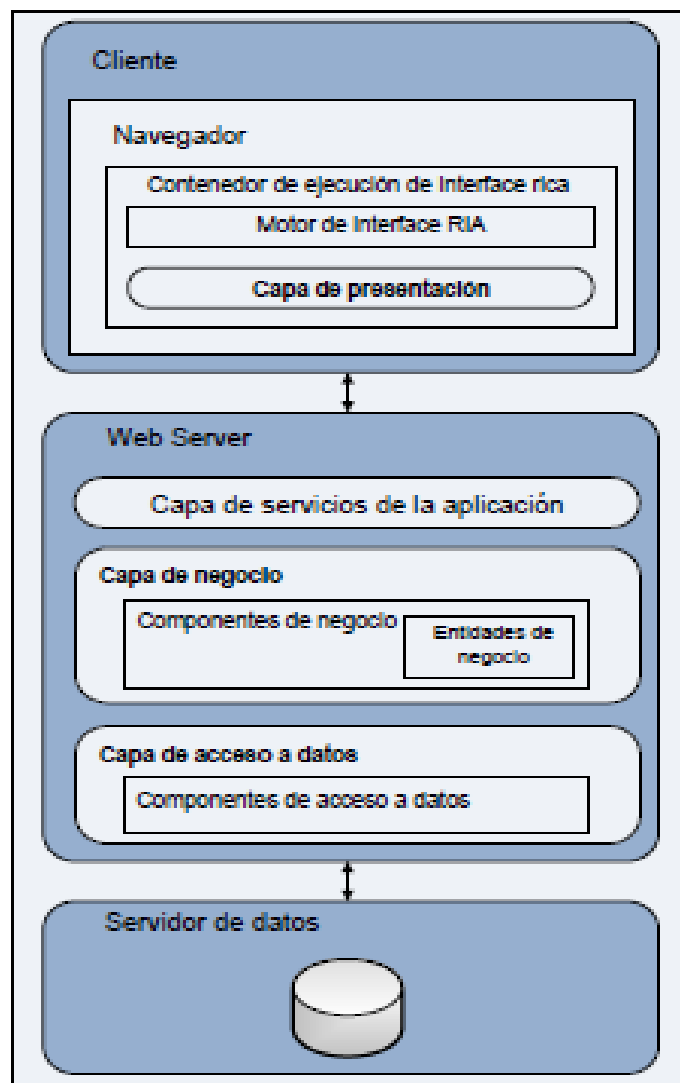 Cliente
Navegador
Contenedor de ejecución de Interface rica
Motor de Interface RIA
Capa de presentación
Web Server
Capa de servicios de la aplicación
Capa de negocio
Componentes de negocio
Entidades de
negocio
Capa de acceso a datos
Componentes de acceso a datos
Servidor de datos